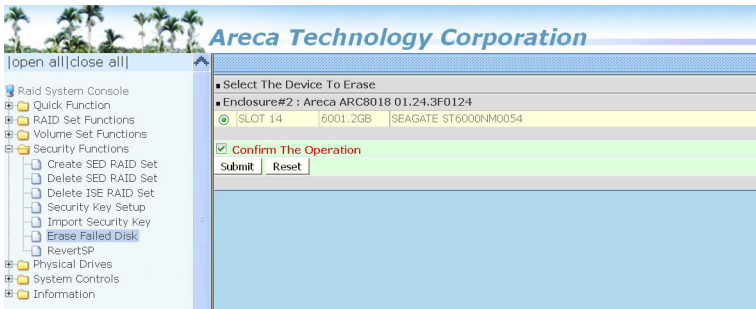 Areca Technology Corporation
|open all|close all|
Raid System Console
Quick Function
RAID Set Functions
Volume Set Functions
Security Functions
Create SED RAID Set
Delete SED RAID Set
Delete ISE RAID Set
Security Key Setup
Import Security Key
Erase Failed Disk
RevertSP
Physical Drives
System Controls
Information
Select The Device To Erase
Enclosure#2 : Areca ARC8018 01.24.3F0124
SLOT 14 6001.2GB SEAGATE ST6000NM0054
Confirm The Operation
Submit Reset